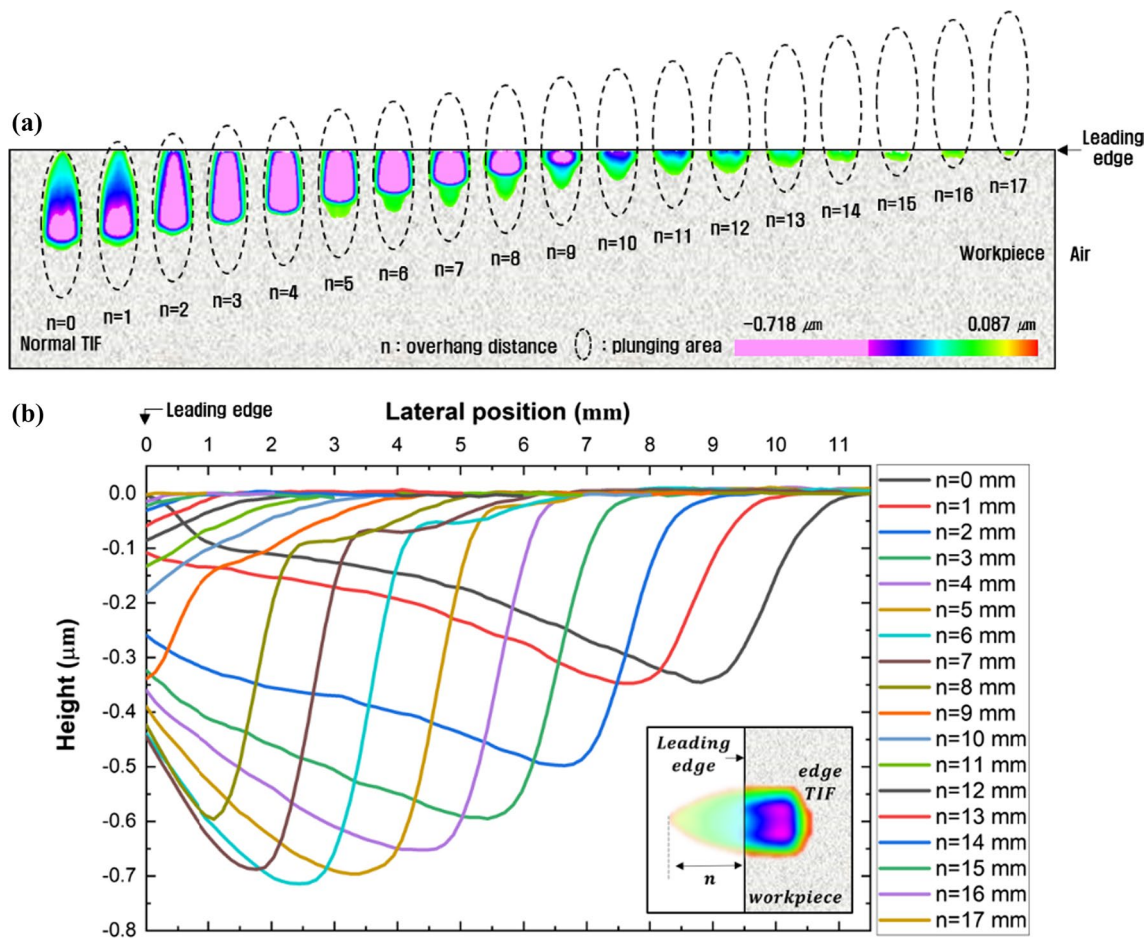 (a)
Leading
edge
n=0
n=1
n=2
n=3
n=4
n=5
n=6
n=7
n=8
n=9
n=10
n=11
n=12
n=13
n=14
n=15
n=16
n=17
Normal TIF
Workpiece
Air
n : overhang distance
: plunging area
-0.718 μm
0.087 μm
(b)
Leading edge
Lateral position (mm)
0 1 2 3 4 5 6 7 8 9 10 11
Height (μm)
0.0
-0.1
-0.2
-0.3
-0.4
-0.5
-0.6
-0.7
-0.8
Leading
edge
edge
TIF
n
workpiece
n=0 mm
n=1 mm
n=2 mm
n=3 mm
n=4 mm
n=5 mm
n=6 mm
n=7 mm
n=8 mm
n=9 mm
n=10 mm
n=11 mm
n=12 mm
n=13 mm
n=14 mm
n=15 mm
n=16 mm
n=17 mm